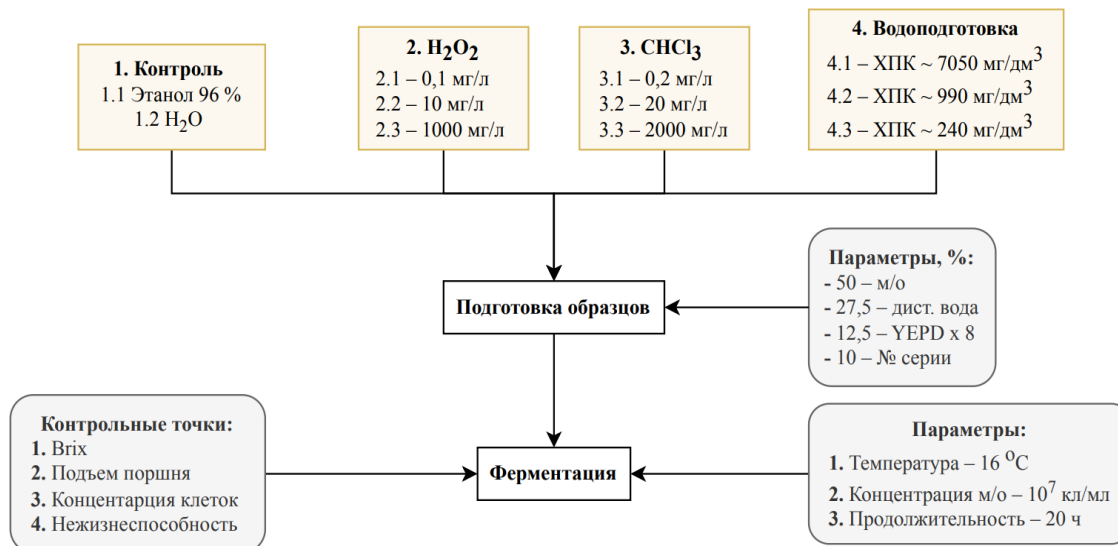 1. Контроль
1.1 Этанол 96 %
1.2 H₂O
2. H₂O₂
2.1 – 0,1 мг/л
2.2 – 10 мг/л
2.3 – 1000 мг/л
3. CHCl₃
3.1 – 0,2 мг/л
3.2 – 20 мг/л
3.3 – 2000 мг/л
4. Водоподготовка
4.1 – ХПК ~ 7050 мг/дм³
4.2 – ХПК ~ 990 мг/дм³
4.3 – ХПК ~ 240 мг/дм³
Подготовка образцов
Параметры, %:
- 50 – м/о
- 27,5 – дист. вода
- 12,5 – YEPD x 8
- 10 – № серии
Контрольные точки:
1. Brix
2. Подъем поршня
3. Концентарция клеток
4. Нежизнеспособность
Ферментация
Параметры:
1. Температура – 16 ºC
2. Концентрация м/о – 10⁷ кл/мл
3. Продолжительность – 20 ч